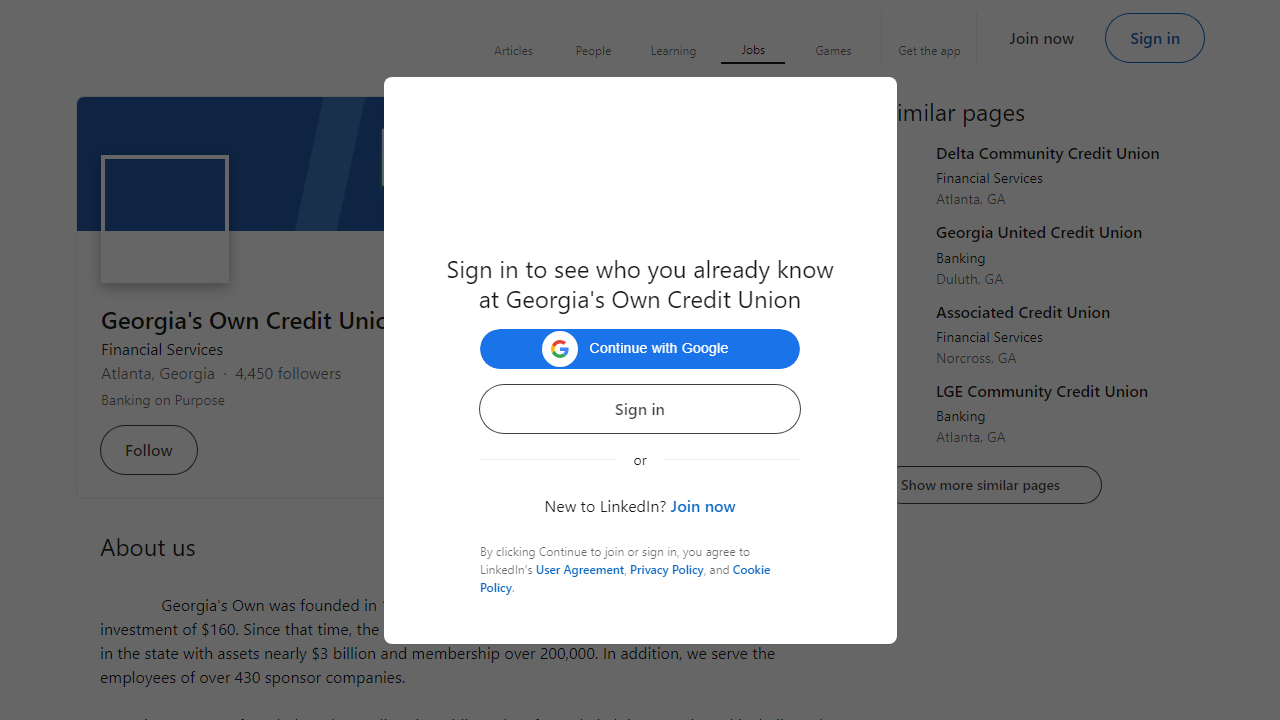 Articles
People
Learning
Jobs
Games
Get the app
Join now
Sign in
Georgia's Own Credit
Financial Services
Atlanta, Georgia · 4,450 followers
Banking on Purpose
Follow
About us
Georgia's Own was founded in
investment of $160. Since that time, the
in the state with assets nearly $3 billion and membership over 200,000. In addition, we serve the
employees of over 430 sponsor companies.
Sign in to see who you already know
at Georgia's Own Credit Union
Continue with Google
Sign in
or
New to LinkedIn? Join now
By clicking Continue to join or sign in, you agree to
LinkedIn's User Agreement, Privacy Policy, and Cookie
Policy.
pages
Delta Community Credit Union
Financial Services
Atlanta, GA
Georgia United Credit Union
Banking
Duluth, GA
Associated Credit Union
Financial Services
Norcross, GA
LGE Community Credit Union
Banking
Atlanta, GA
Show more similar pages